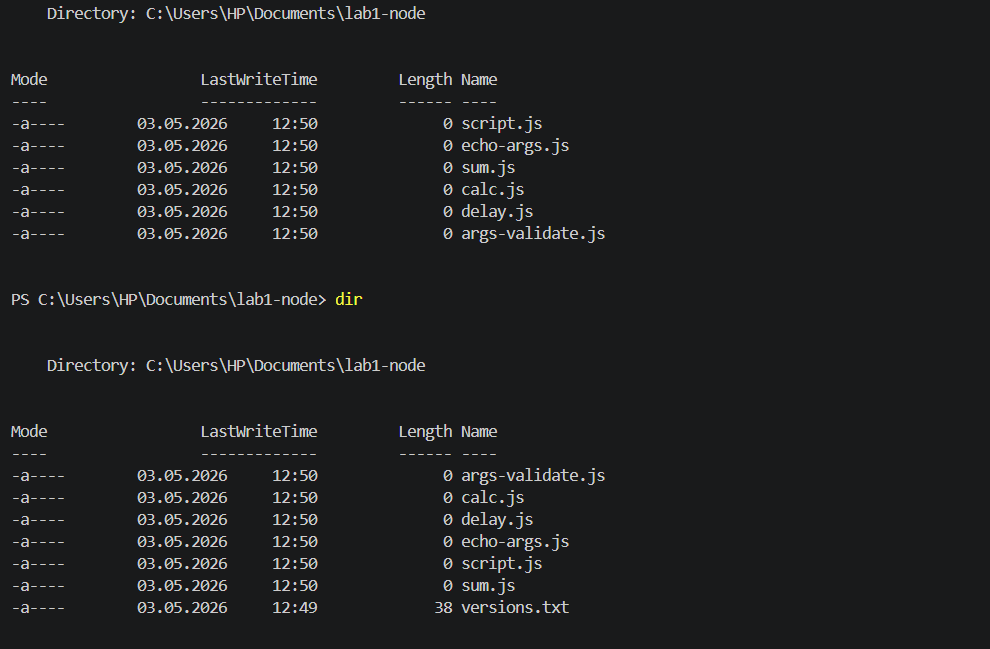 Directory: C:\Users\HP\Documents\lab1-node
Mode LastWriteTime Length Name
---- ------------- ------ ----
-a---- 03.05.2026 12:50 0 script.js
-a---- 03.05.2026 12:50 0 echo-args.js
-a---- 03.05.2026 12:50 0 sum.js
-a---- 03.05.2026 12:50 0 calc.js
-a---- 03.05.2026 12:50 0 delay.js
-a---- 03.05.2026 12:50 0 args-validate.js
PS C:\Users\HP\Documents\lab1-node> dir
Directory: C:\Users\HP\Documents\lab1-node
Mode LastWriteTime Length Name
---- ------------- ------ ----
-a---- 03.05.2026 12:50 0 args-validate.js
-a---- 03.05.2026 12:50 0 calc.js
-a---- 03.05.2026 12:50 0 delay.js
-a---- 03.05.2026 12:50 0 echo-args.js
-a---- 03.05.2026 12:50 0 script.js
-a---- 03.05.2026 12:50 0 sum.js
-a---- 03.05.2026 12:49 38 versions.txt